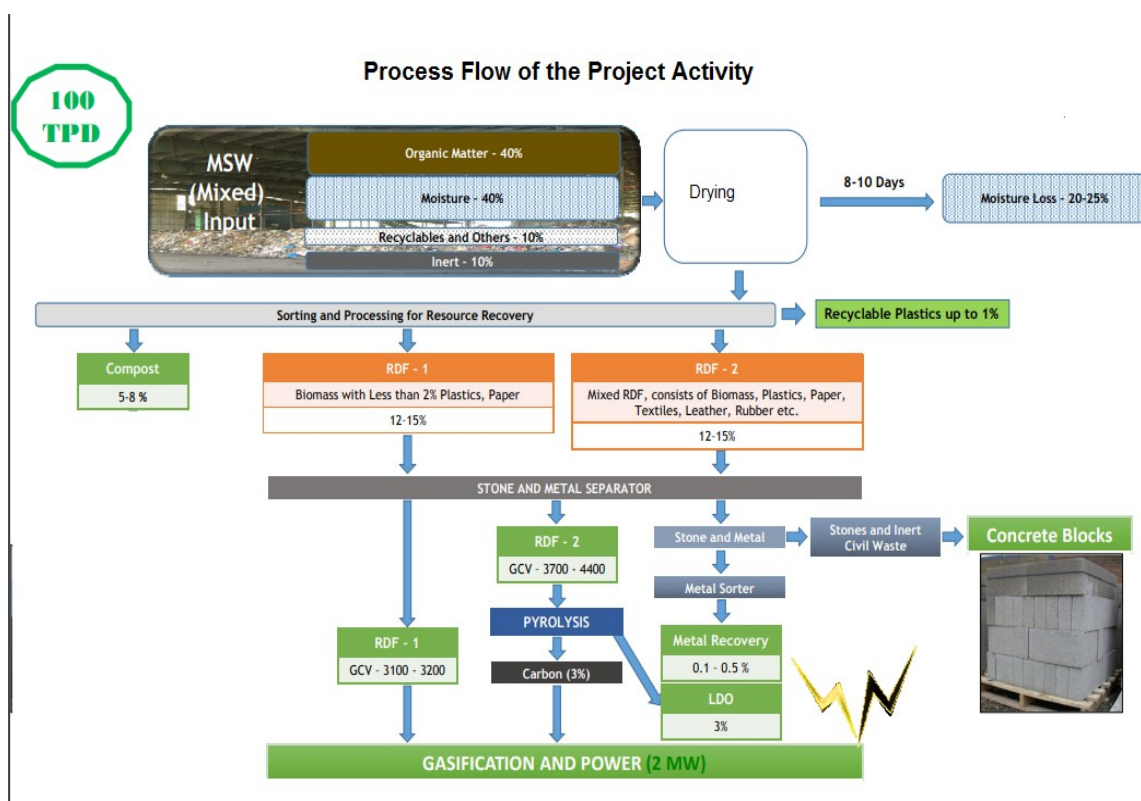 Process Flow of the Project Activity
100
TPD
MSW
(Mixed)
Input
Organic Matter - 40%
Moisture - 40%
Recyclables and Others - 10%
Inert - 10%
Drying
8-10 Days
Moisture Loss - 20-25%
Sorting and Processing for Resource Recovery
Recyclable Plastics up to 1%
Compost
5-8 %
RDF - 1
Biomass with Less than 2% Plastics, Paper
12-15%
RDF - 2
Mixed RDF, consists of Biomass, Plastics, Paper,
Textiles, Leather, Rubber etc.
12-15%
STONE AND METAL SEPARATOR
RDF - 2
GCV - 3700 - 4400
Stone and Metal
Stones and Inert
Civil Waste
Concrete Blocks
Metal Sorter
PYROLYSIS
RDF - 1
GCV - 3100 - 3200
Carbon (3%)
Metal Recovery
0.1 - 0.5 %
LDO
3%
GASIFICATION AND POWER (2 MW)